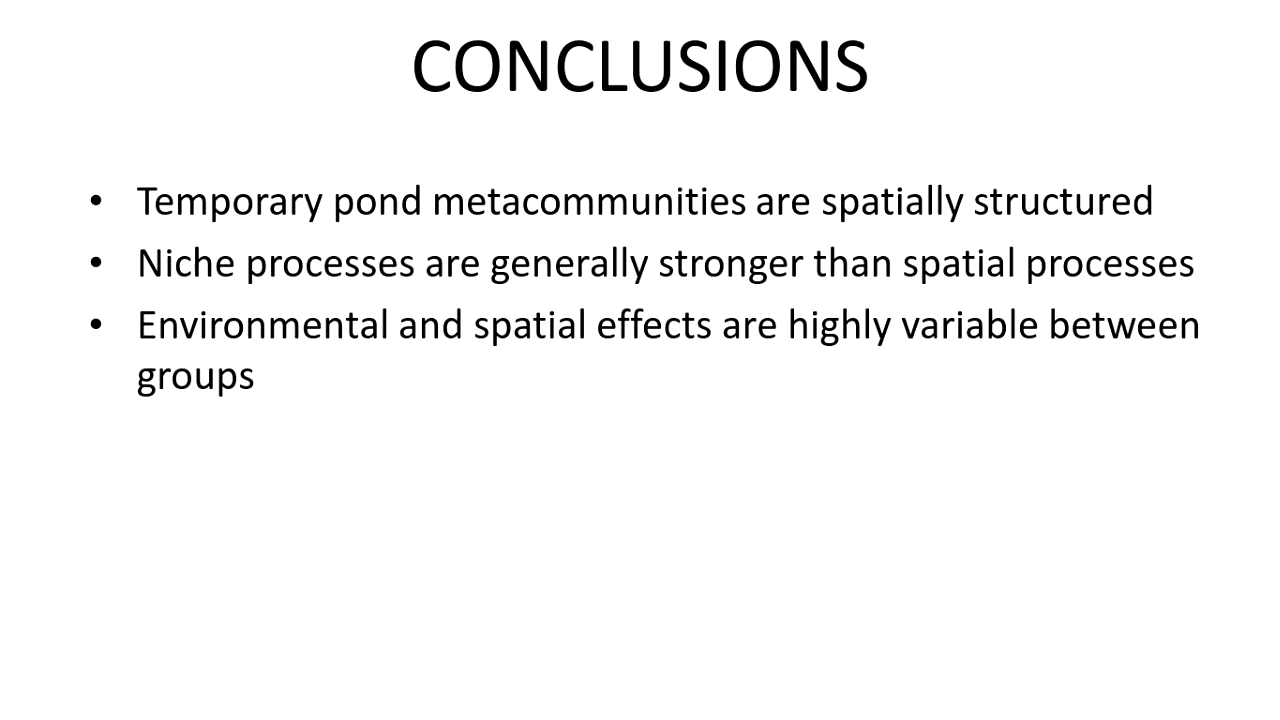 CONCLUSIONS
• Temporary pond metacommunities are spatially structured
• Niche processes are generally stronger than spatial processes
• Environmental and spatial effects are highly variable between
groups